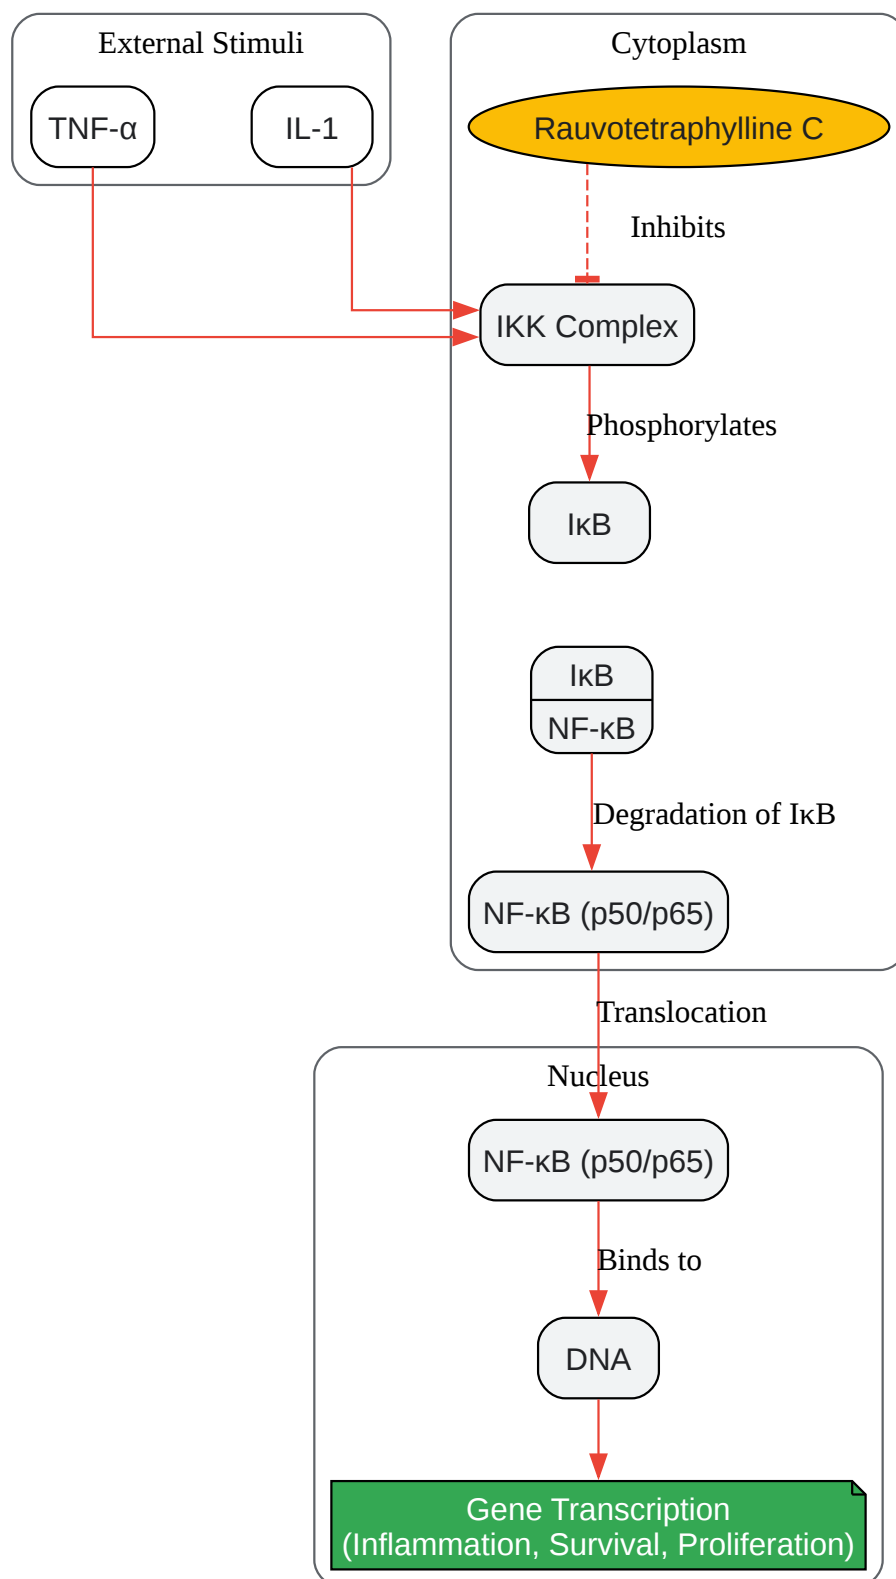 External Stimuli
TNF-α
IL-1
Cytoplasm
Rauvotetraphylline C
Inhibits
IKK Complex
Phosphorylates
IκB
IκB
NF-κB
Degradation of IκB
NF-κB (p50/p65)
Translocation
Nucleus
NF-κB (p50/p65)
Binds to
DNA
Gene Transcription
(Inflammation, Survival, Proliferation)